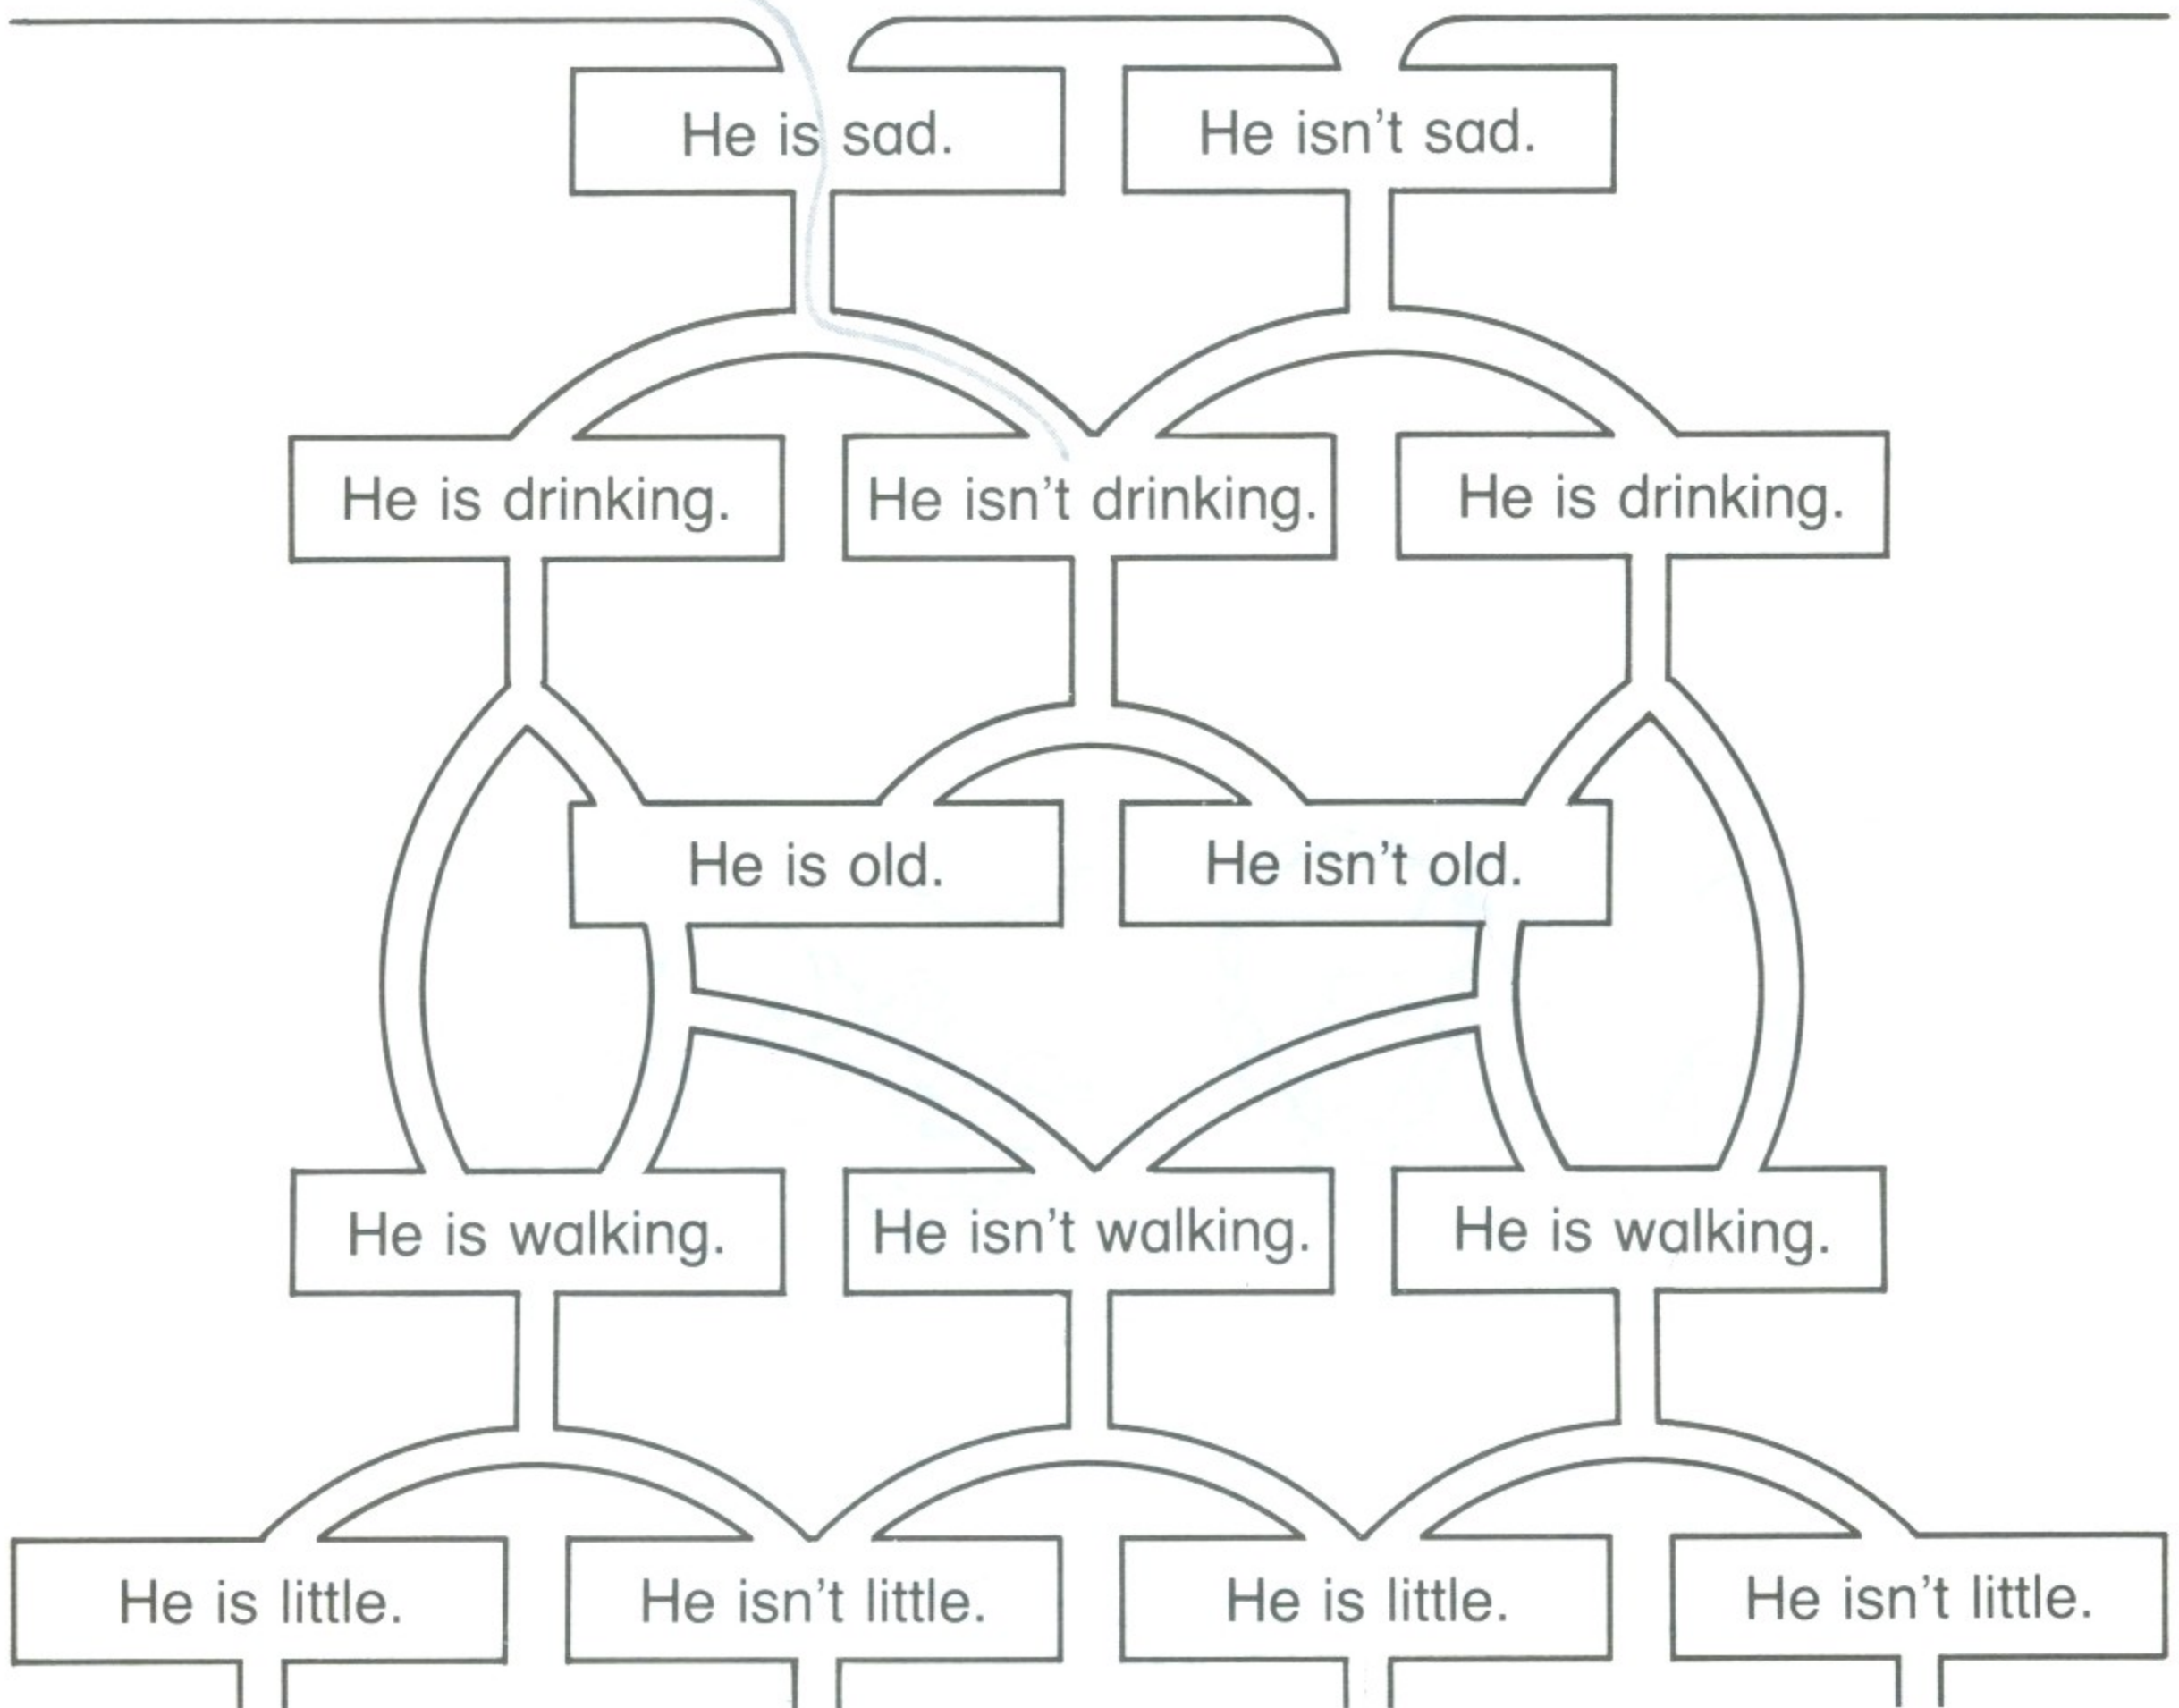 He is sad.
He isn't sad.
He is drinking.
He isn't drinking.
He is drinking.
He is old.
He isn't old.
He is walking.
He isn't walking.
He is walking.
He is little.
He isn't little.
He is little.
He isn't little.